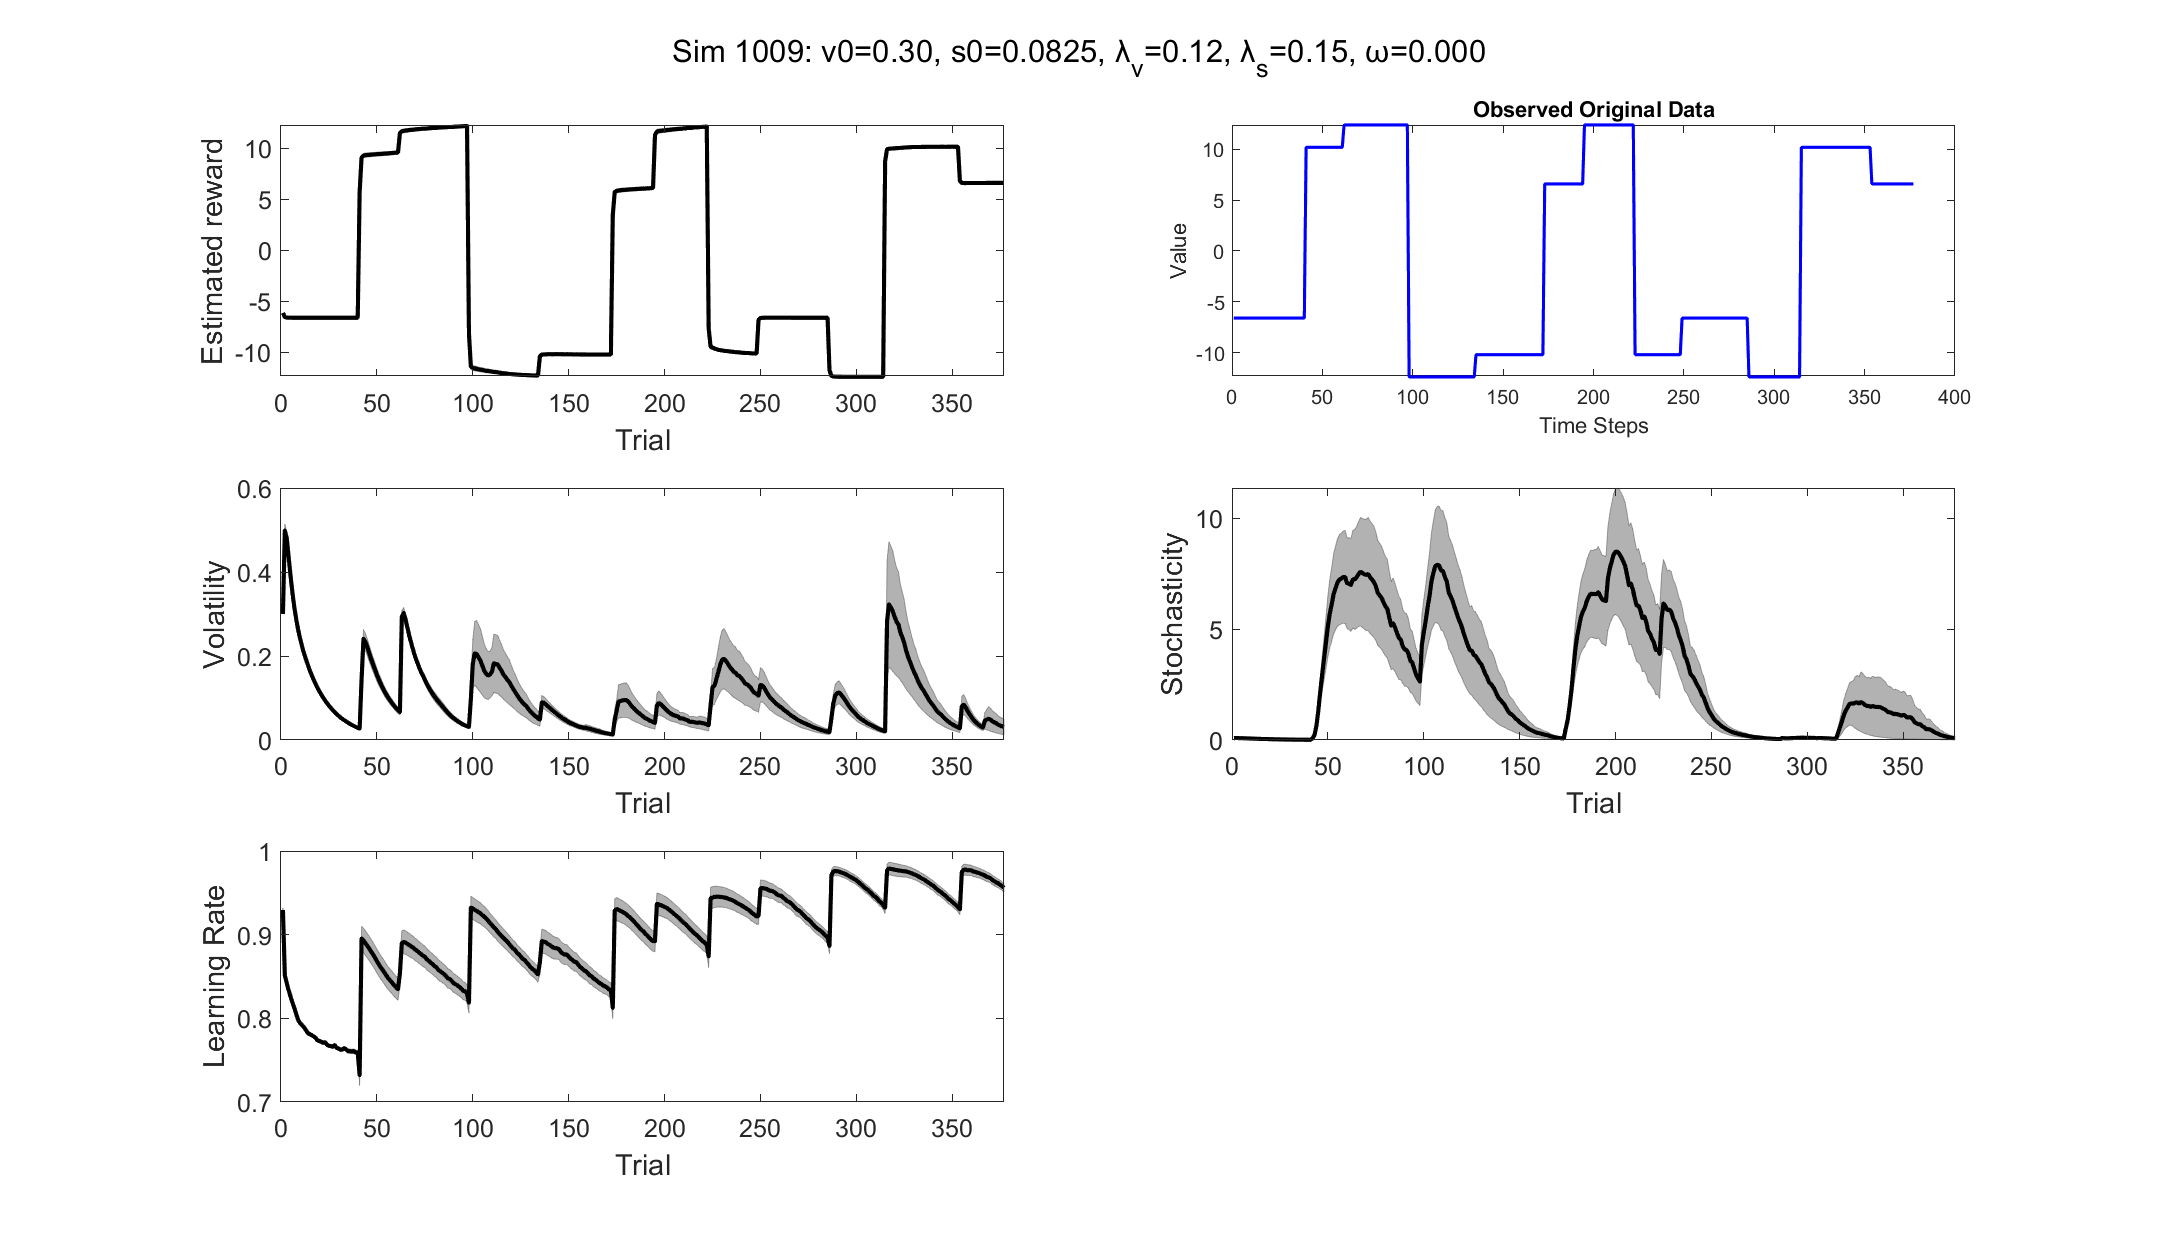 Sim 1009: v0=0.30, s0=0.0825, λv=0.12, λs=0.15, ω=0.000
Estimated reward
10
5
0
-5
-10
0 50 100 150 200 250 300 350
Trial
Observed Original Data
Value
10
5
0
-5
-10
0 50 100 150 200 250 300 350 400
Time Steps
Volatility
0.6
0.4
0.2
0
0 50 100 150 200 250 300 350
Trial
Stochasticity
10
5
0
0 50 100 150 200 250 300 350
Trial
Learning Rate
1
0.9
0.8
0.7
0 50 100 150 200 250 300 350
Trial